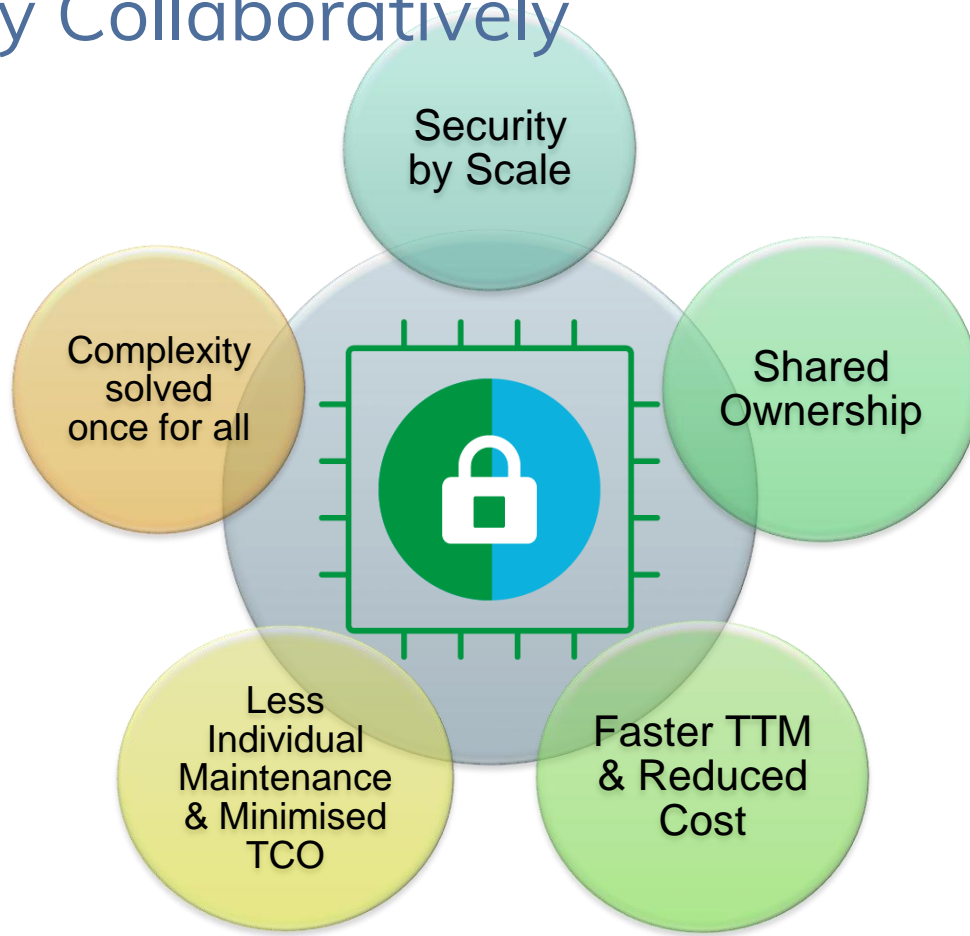 y Collaboratively
Security
by Scale
Complexity
solved
once for all
Shared
Ownership
Less
Individual
Maintenance
& Minimised
TCO
Faster TTM
& Reduced
Cost